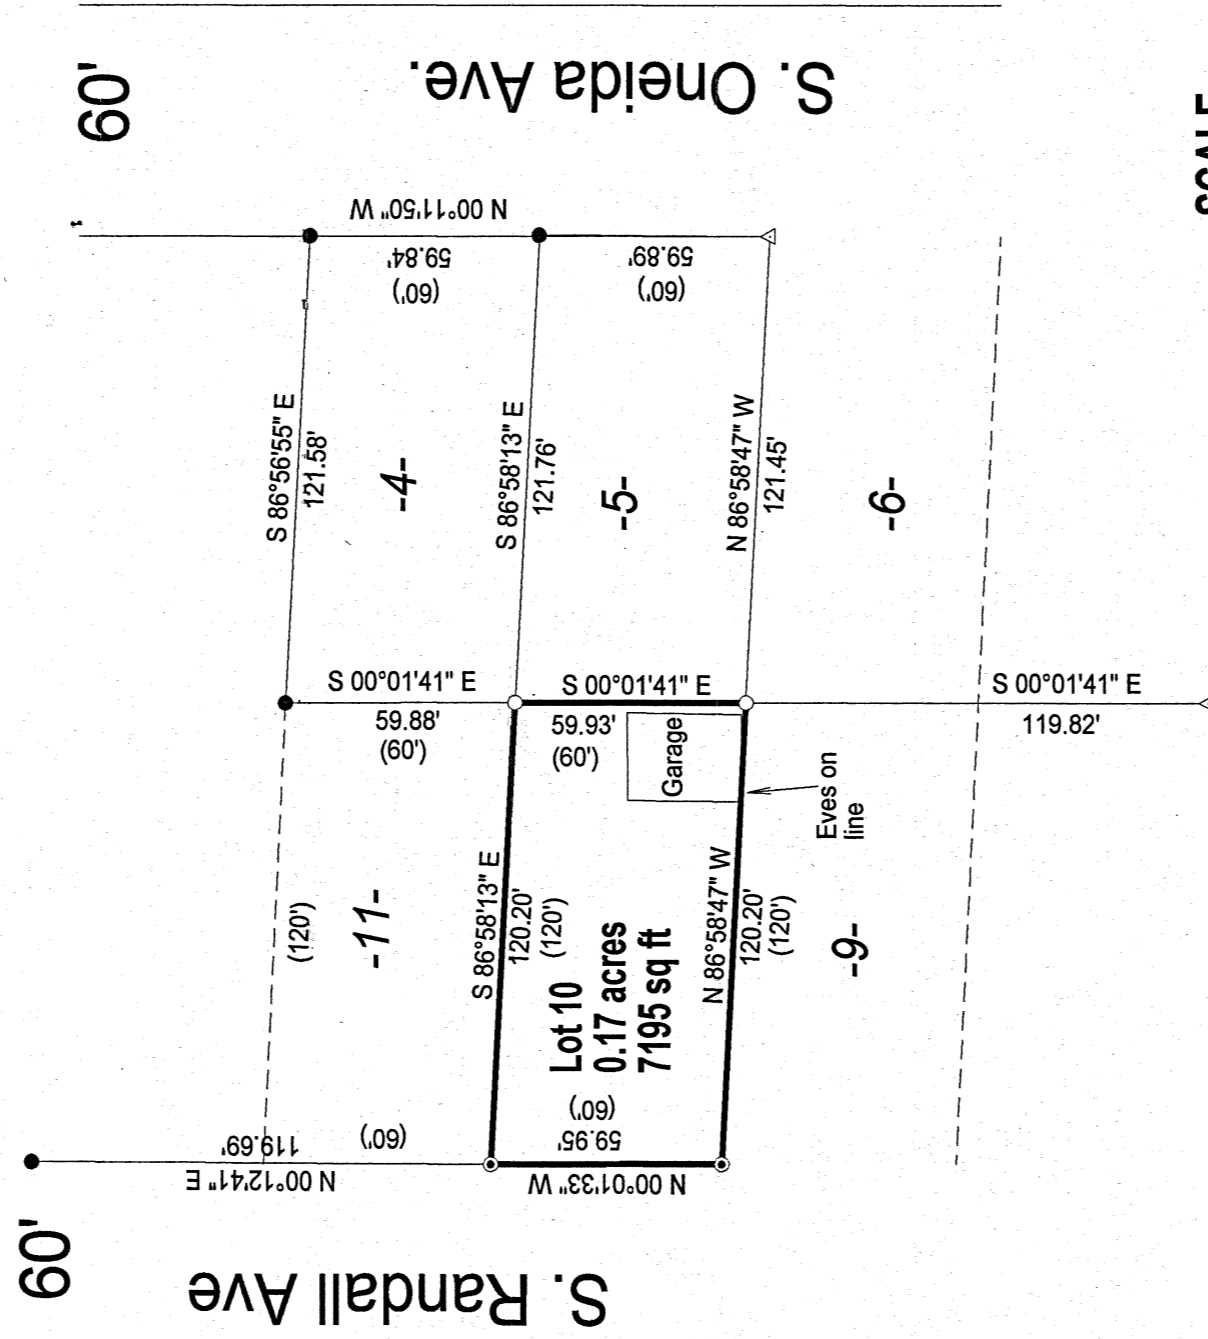 60'
S. Oneida Ave.
N 00°11'50" W
59.84'
(60')
59.89'
(60')
S 86°56'55" E
121.58'
-4-
S 86°58'13" E
121.76'
-5-
N 86°58'47" W
121.45'
-6-
S 00°01'41" E
59.88'
(60')
S 00°01'41" E
59.93'
(60')
S 00°01'41" E
119.82'
Garage
Eves on
line
(120')
-11-
S 86°58'13" E
120.20'
(120')
Lot 10
0.17 acres
7195 sq ft
N 86°58'47" W
120.20'
(120')
-9-
(60')
59.95'
N 00°01'33" W
(60')
119.69'
N 00°12'41" E
60'
S. Randall Ave